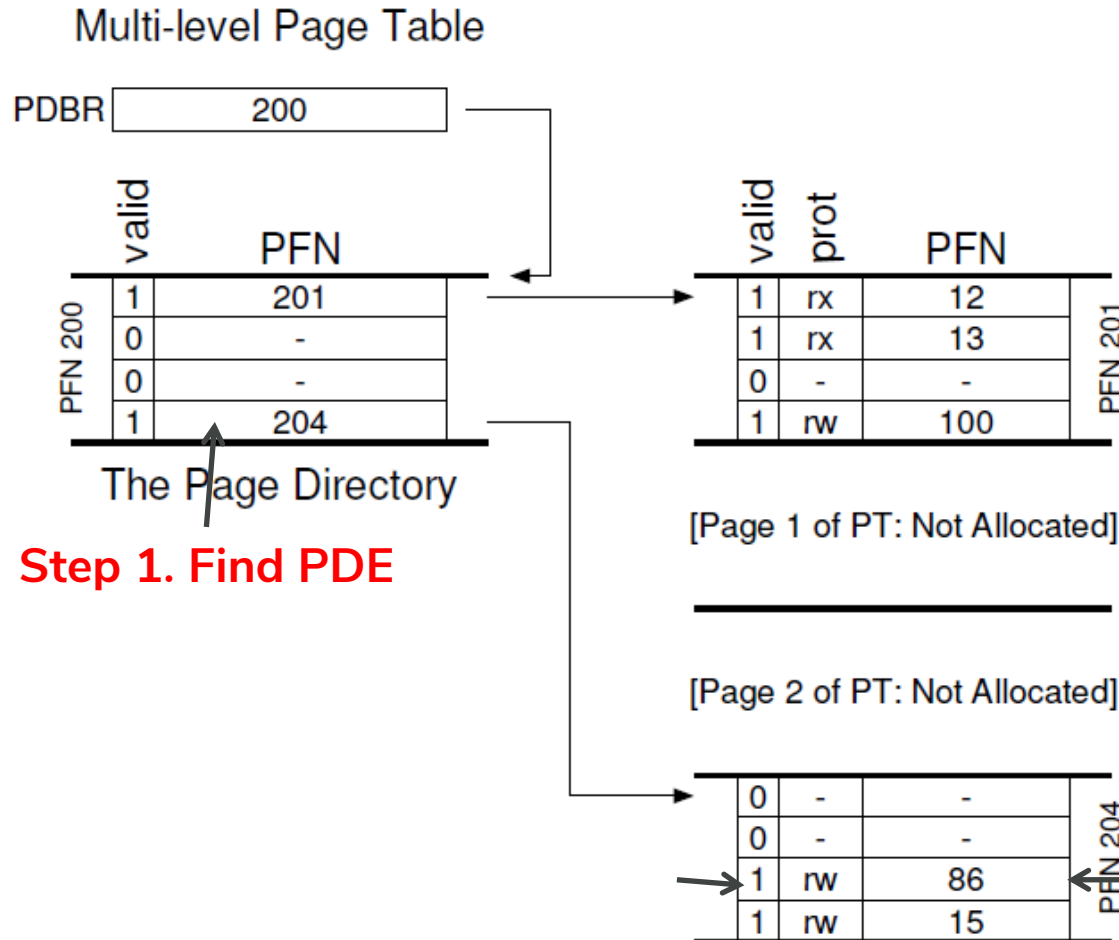 Multi-level Page Table
PDBR 200
valid PFN
PFN 200
1 201
0 -
0 -
1 204
The Page Directory
Step 1. Find PDE
valid prot PFN
1 rx 12
1 rx 13
0 - -
1 rw 100
PFN 201
[Page 1 of PT: Not Allocated]
[Page 2 of PT: Not Allocated]
0 - -
0 - -
1 rw 86
1 rw 15
PFN 204